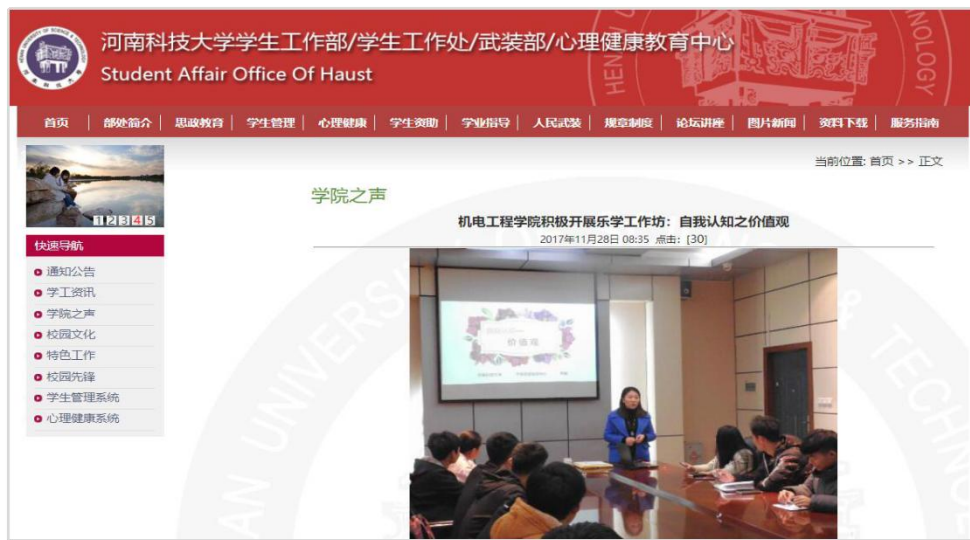 河南科技大学学生工作部/学生工作处/武装部/心理健康教育中心
Student Affair Office Of Haust
首页 | 部处简介 | 思政教育 | 学生管理 | 心理健康 | 学生资助 | 学业指导 | 人民武装 | 规章制度 | 论坛讲座 | 图片新闻 | 资料下载 | 服务指南
当前位置: 首页 >> 正文
1 2 3 4 5
学院之声
机电工程学院积极开展乐学工作坊：自我认知之价值观
2017年11月28日 08:35 点击：[30]
快速导航
通知公告
学工资讯
学院之声
校园文化
特色工作
校园先锋
学生管理系统
心理健康系统
价值观